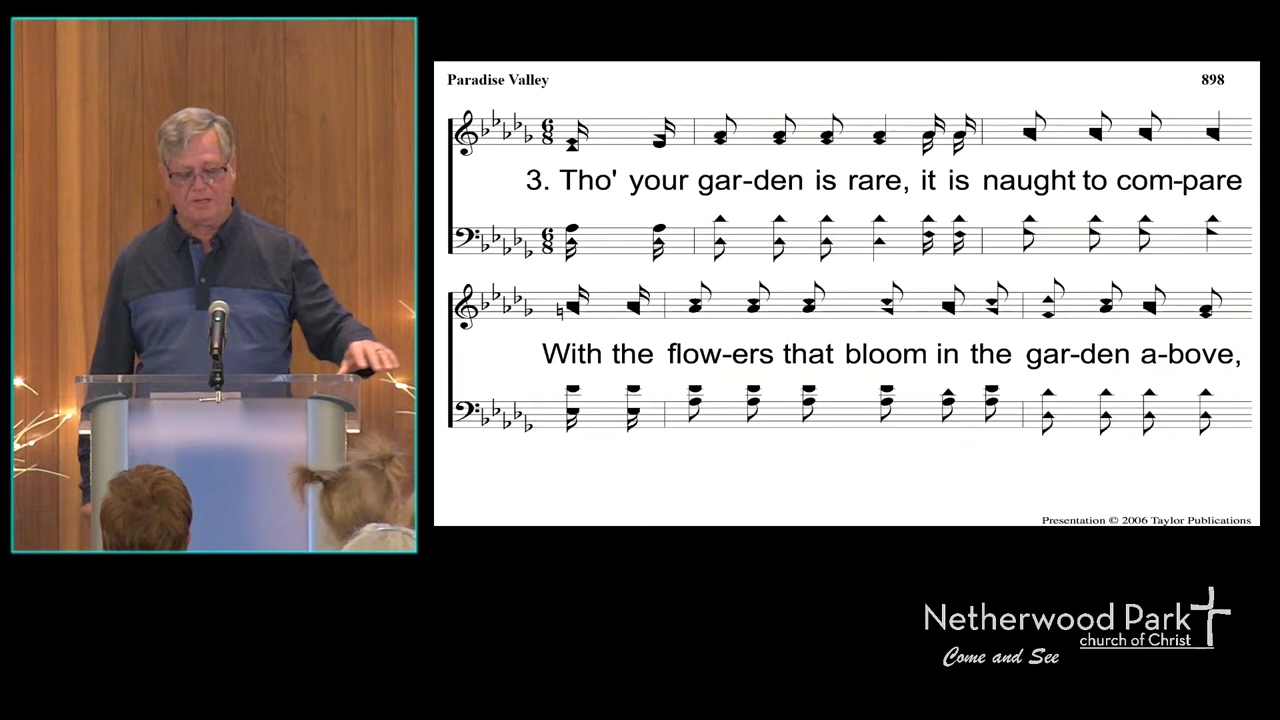 Paradise Valley 898
3. Tho' your gar-den is rare, it is naught to com-pare
With the flow-ers that bloom in the gar-den a-bove,
Presentation © 2006 Taylor Publications
Netherwood Park
church of Christ
Come and See